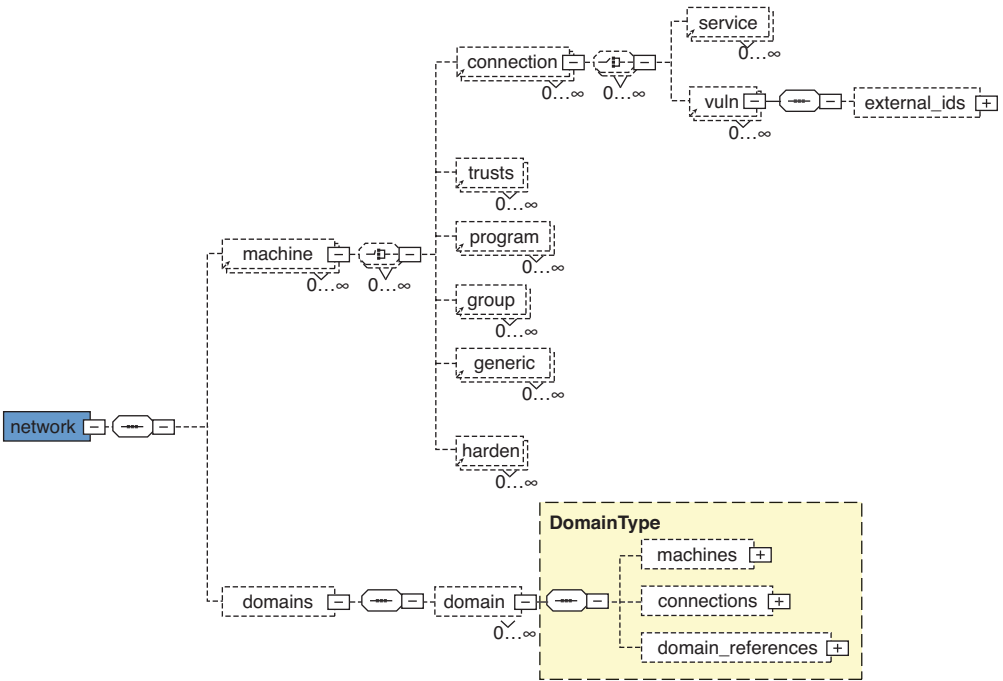 service
0...∞
connection
0...∞
0...∞
vuln
0...∞
external_ids
trusts
0...∞
program
0...∞
machine
0...∞
0...∞
group
0...∞
generic
0...∞
network
harden
0...∞
DomainType
machines
domains
domain
0...∞
connections
domain_references